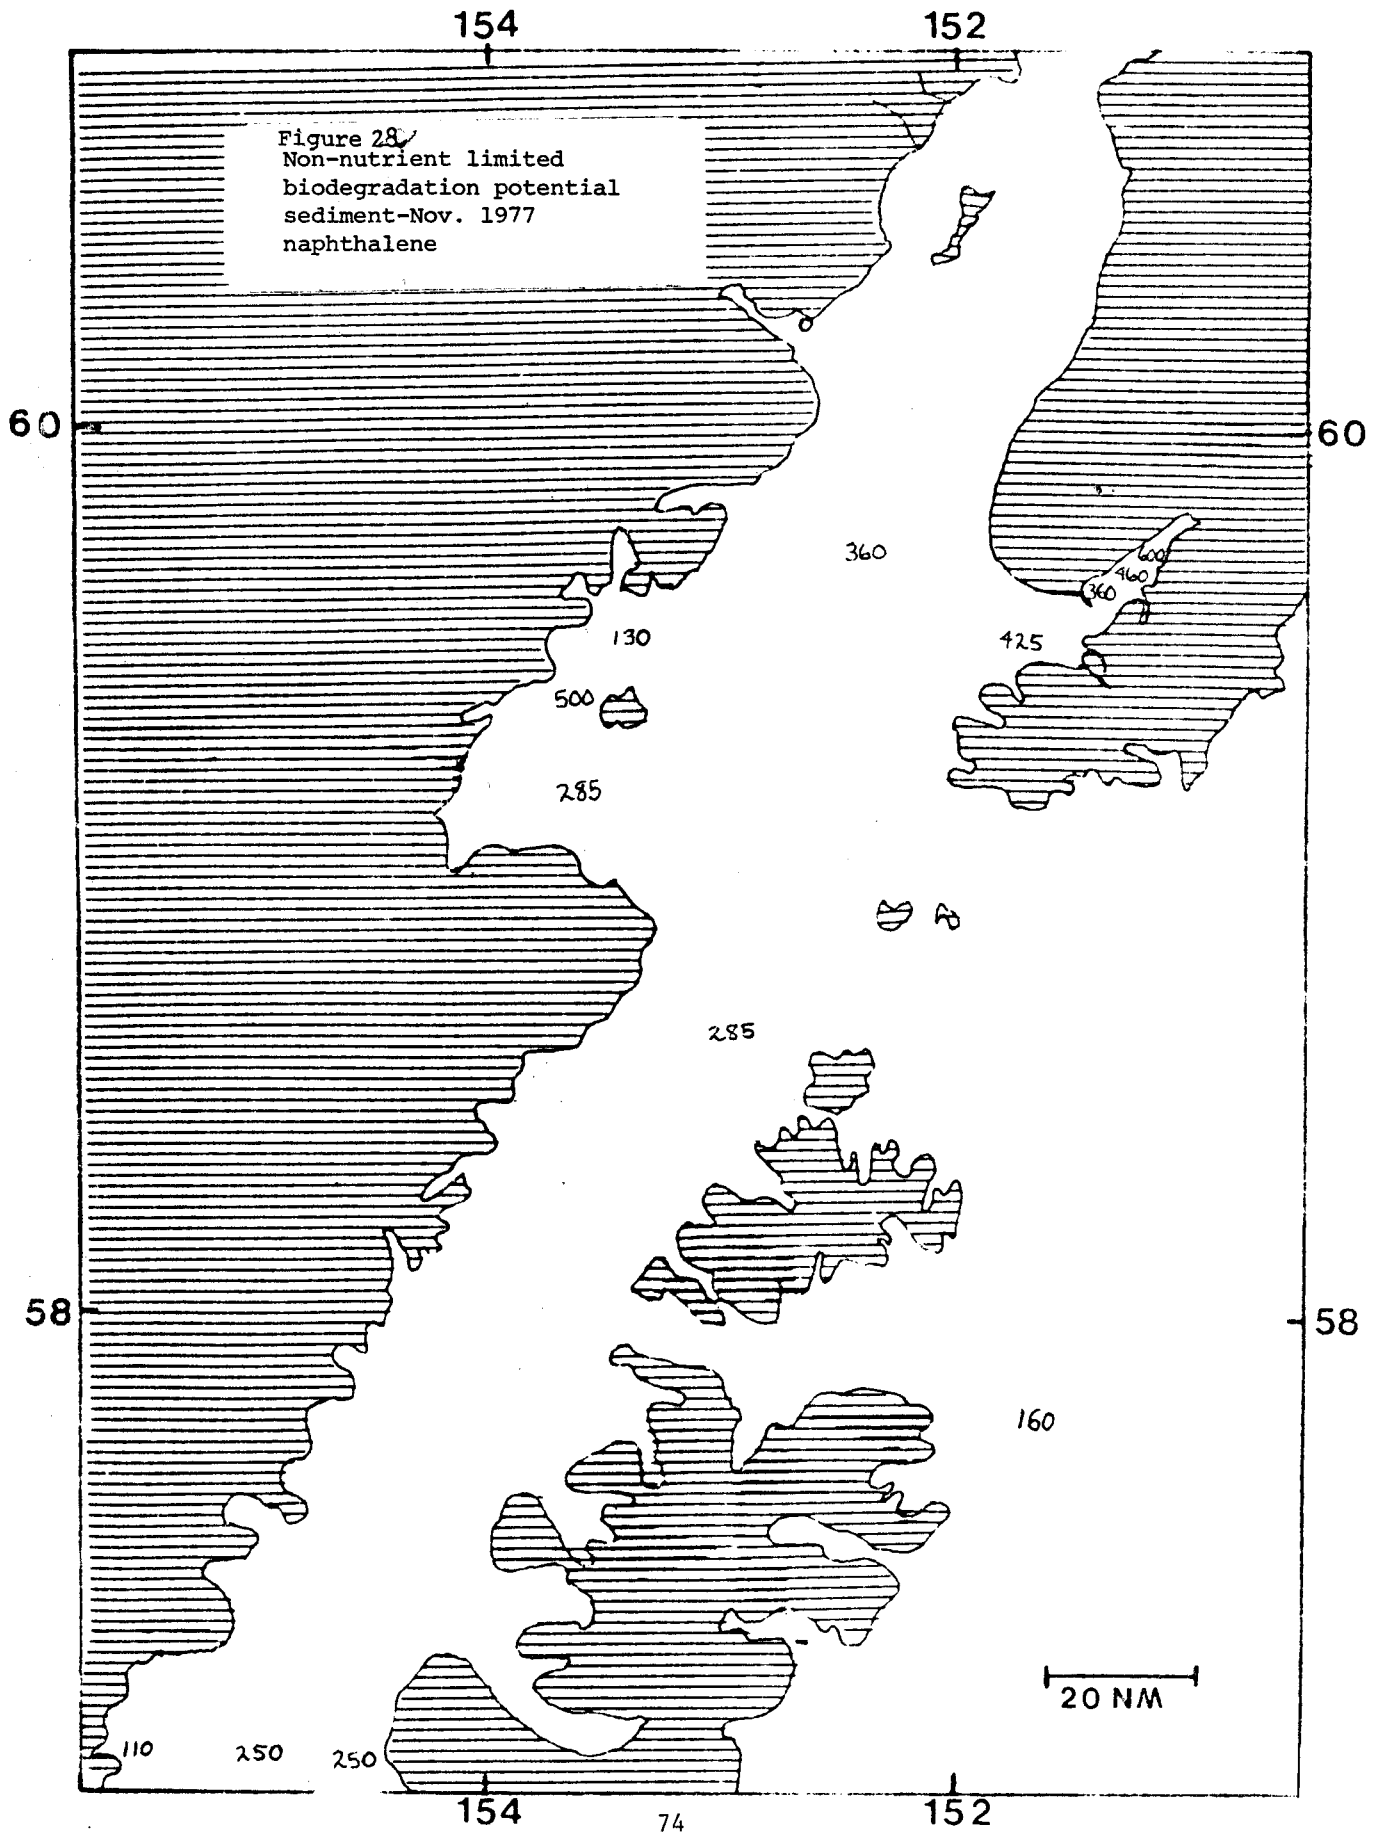 154 152
Figure 28
Non-nutrient limited
biodegradation potential
sediment-Nov. 1977
naphthalene
60 60
360
600
460
360
130
425
500
285
285
58 58
160
20 NM
110 250 250
154 152
74